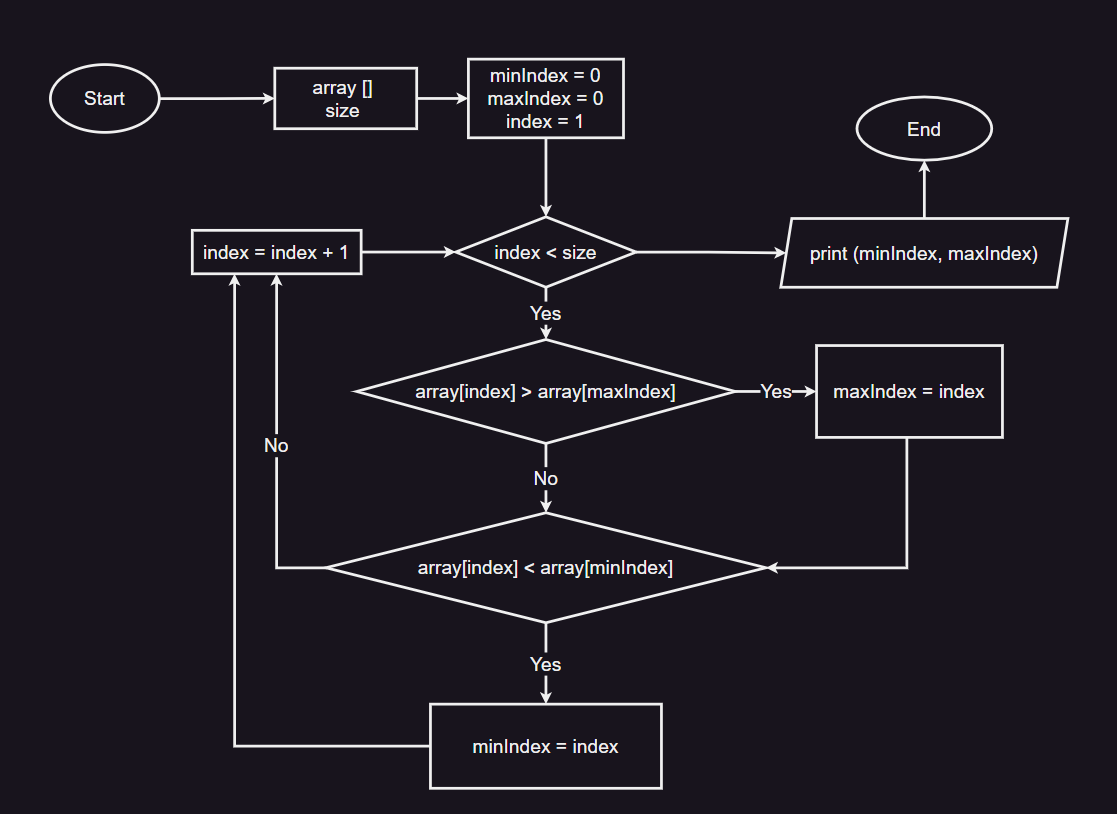 Start
array []
size
minIndex = 0
maxIndex = 0
index = 1
End
index = index + 1
index < size
print (minIndex, maxIndex)
Yes
array[index] > array[maxIndex]
Yes
maxIndex = index
No
No
array[index] < array[minIndex]
Yes
minIndex = index